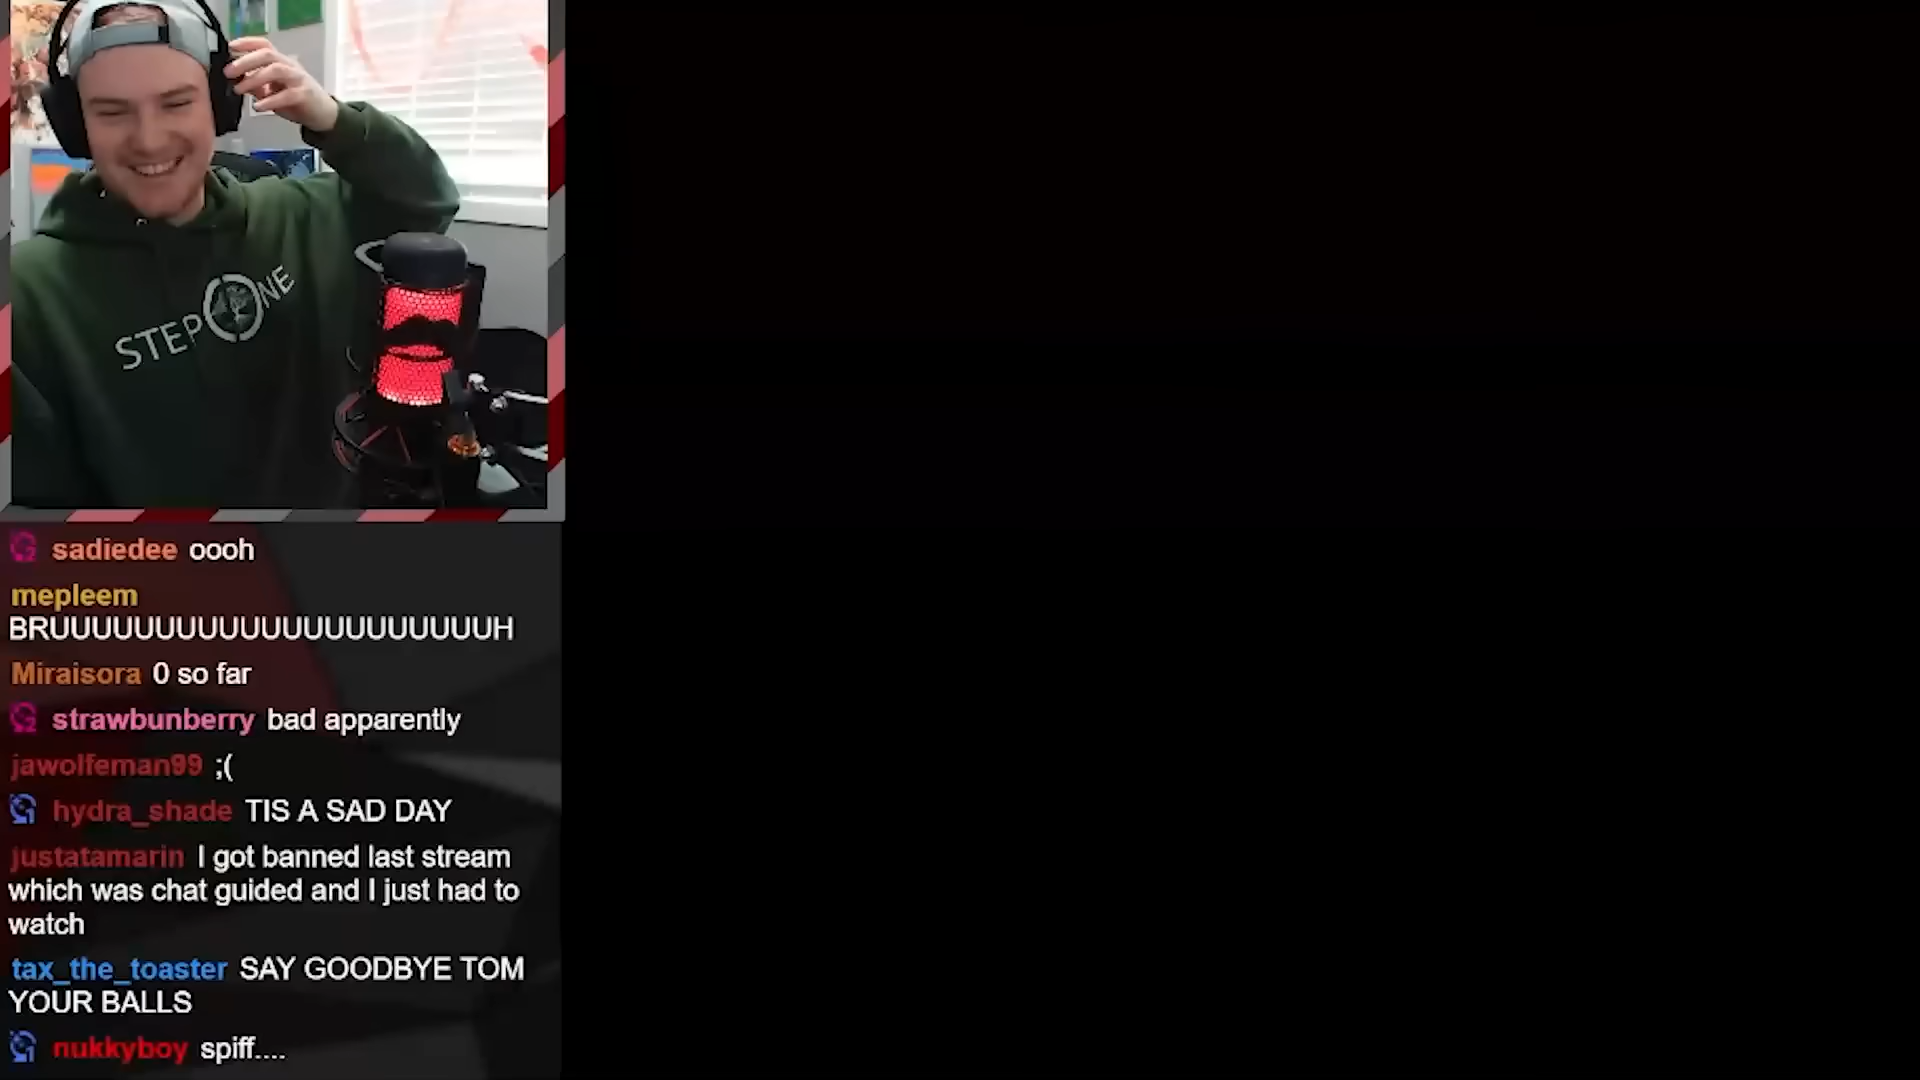 STEP ONE
sadiedee oooh
mepleem
BRUUUUUUUUUUUUUUUUUUUUUH
Miraisora 0 so far
strawbunberry bad apparently
jawolfeman99 ;(
hydra_shade TIS A SAD DAY
justatamarin I got banned last stream
which was chat guided and I just had to
watch
tax_the_toaster SAY GOODBYE TOM
YOUR BALLS
nukkyboy spiff....